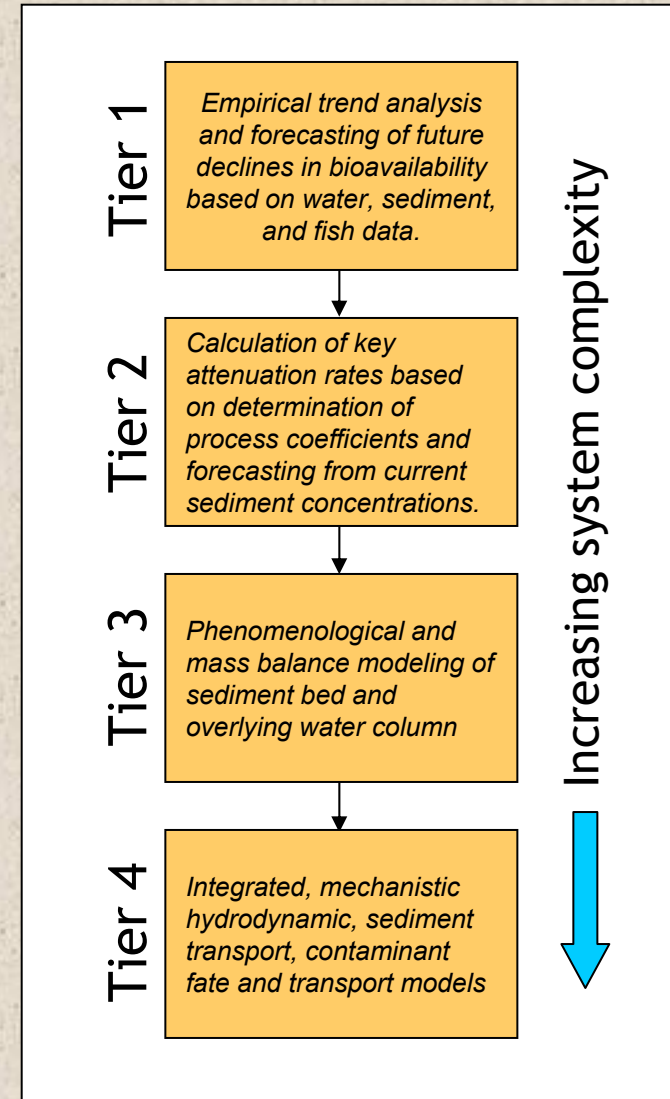 Tier 1
Empirical trend analysis
and forecasting of future
declines in bioavailability
based on water, sediment,
and fish data.
Tier 2
Calculation of key
attenuation rates based
on determination of
process coefficients and
forecasting from current
sediment concentrations.
Tier 3
Phenomenological and
mass balance modeling of
sediment bed and
overlying water column
Tier 4
Integrated, mechanistic
hydrodynamic, sediment
transport, contaminant
fate and transport models
Increasing system complexity